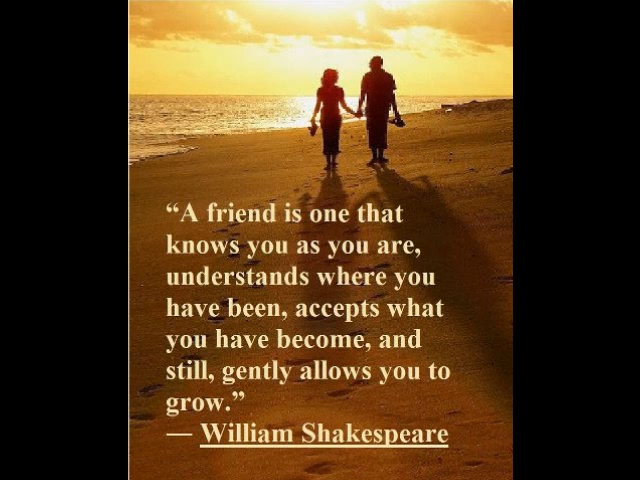 “A friend is one that
knows you as you are,
understands where you
have been, accepts what
you have become, and
still, gently allows you to
grow.”
― William Shakespeare